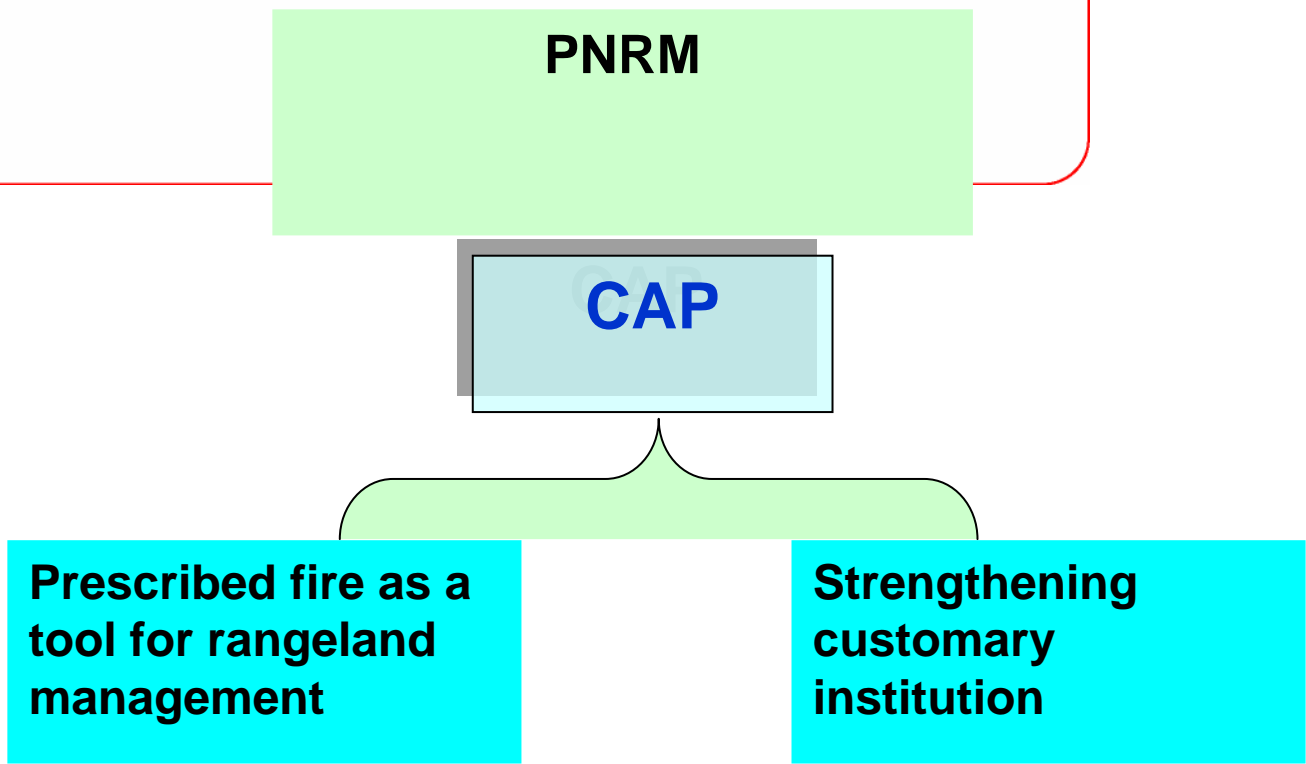 PNRM
CAP
Prescribed fire as a
tool for rangeland
management
Strengthening
customary
institution